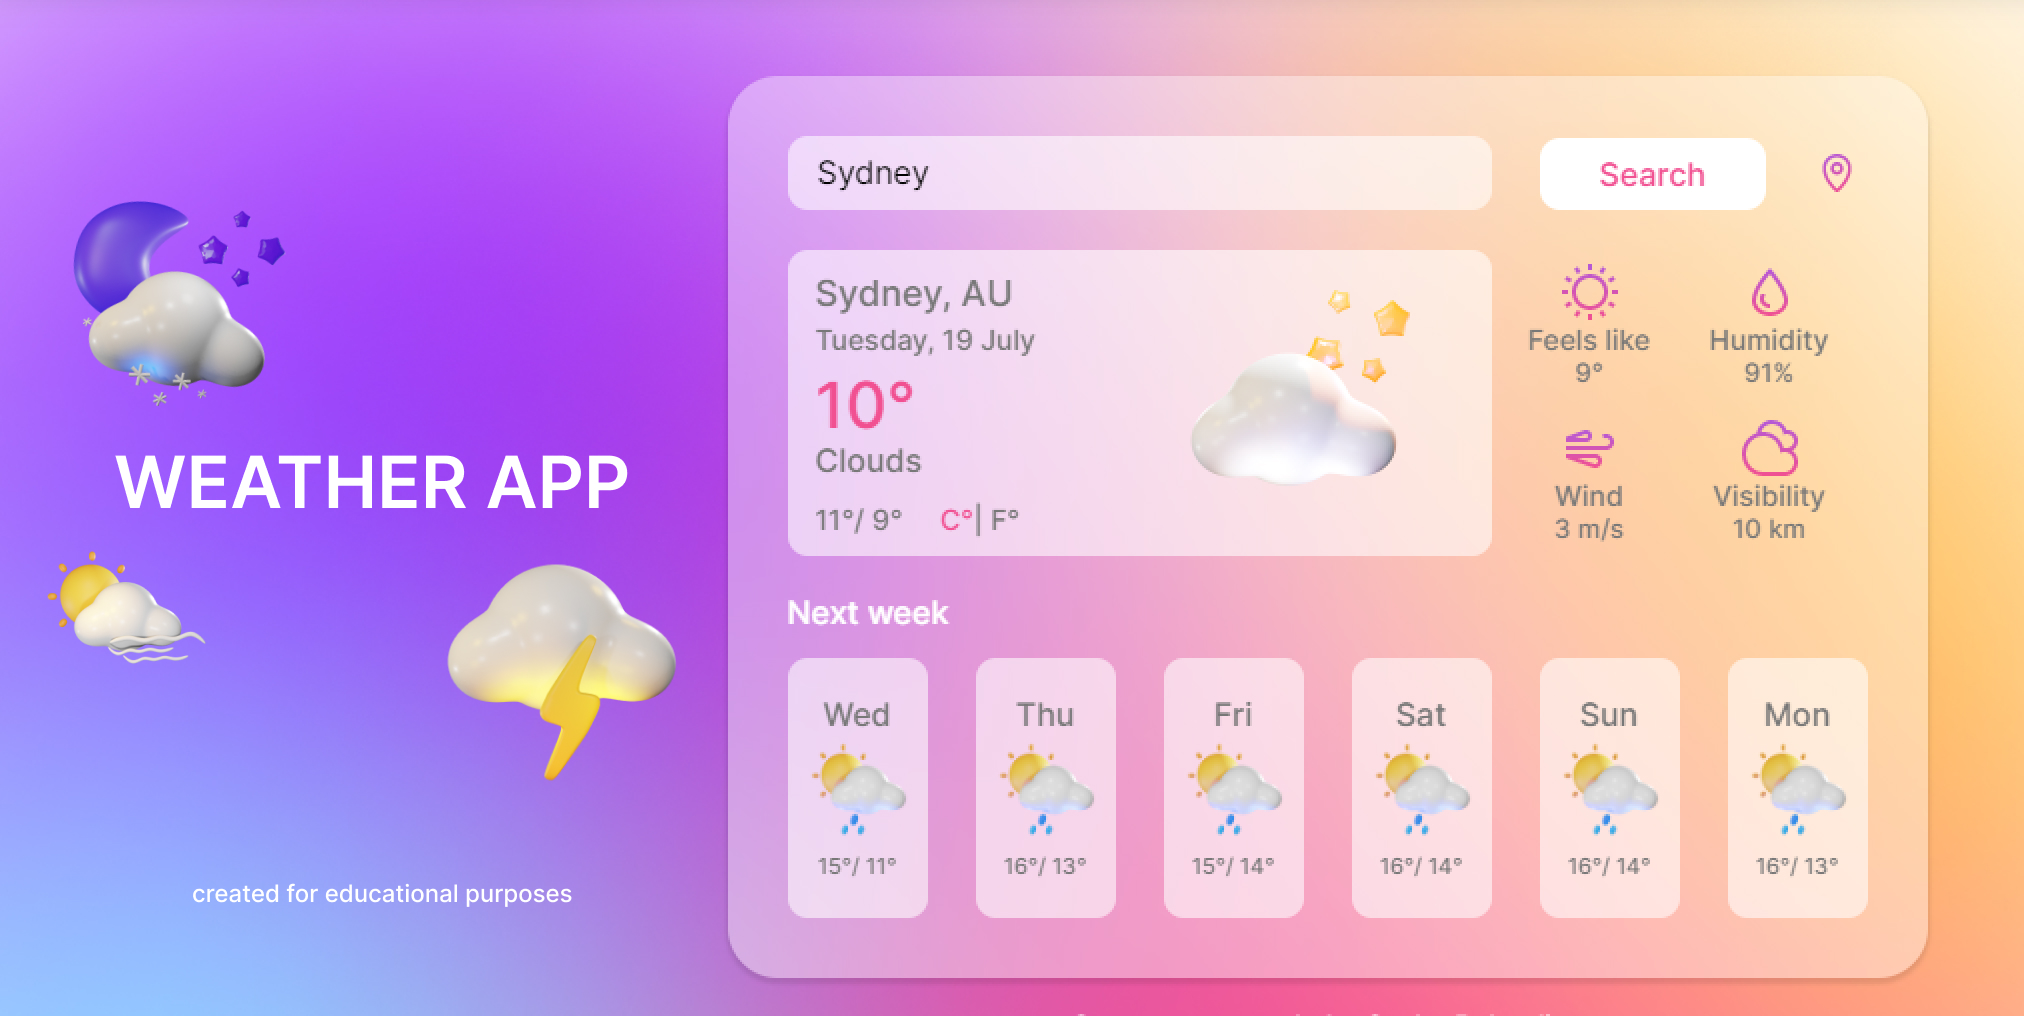 WEATHER APP
created for educational purposes
Sydney
Search
Sydney, AU
Tuesday, 19 July
10°
Clouds
11°/ 9° C°| F°
Feels like
9°
Humidity
91%
Wind
3 m/s
Visibility
10 km
Next week
Wed
15°/ 11°
Thu
16°/ 13°
Fri
15°/ 14°
Sat
16°/ 14°
Sun
16°/ 14°
Mon
16°/ 13°